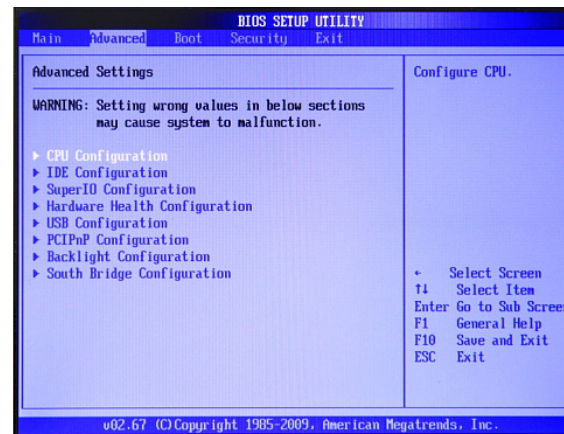 BIOS SETUP UTILITY
Main Advanced Boot Security Exit
Advanced Settings
WARNING: Setting wrong values in below sections
may cause system to malfunction.
▶ CPU Configuration
▶ IDE Configuration
▶ SuperIO Configuration
▶ Hardware Health Configuration
▶ USB Configuration
▶ PCIPnP Configuration
▶ Backlight Configuration
▶ South Bridge Configuration
Configure CPU.
← Select Screen
↑↓ Select Item
Enter Go to Sub Scree
F1 General Help
F10 Save and Exit
ESC Exit
v02.67 (C)Copyright 1985-2009, American Megatrends, Inc.